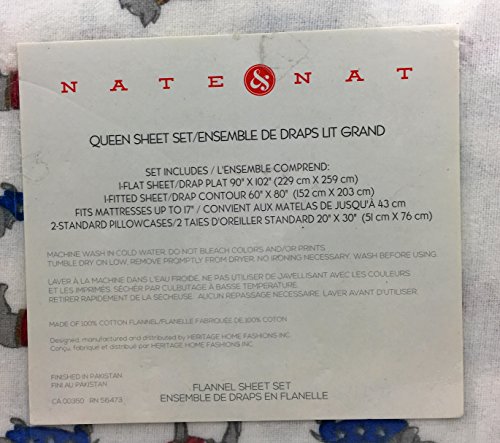 NATE & NAT
QUEEN SHEET SET/ENSEMBLE DE DRAPS LIT GRAND
SET INCLUDES / L'ENSEMBLE COMPREND:
1-FLAT SHEET/DRAP PLAT 90" X 102" (229 cm X 259 cm)
1-FITTED SHEET/DRAP CONTOUR 60" X 80" (152 cm X 203 cm)
FITS MATTRESSES UP TO 17" / CONVIENT AUX MATELAS DE JUSQU'À 43 cm
2-STANDARD PILLOWCASES/2 TAIES D'OREILLER STANDARD 20" X 30" (51 cm X 76 cm)
MACHINE WASH IN COLD WATER, DO NOT BLEACH COLORS AND/OR PRINTS.
TUMBLE DRY ON LOW, REMOVE PROMPTLY FROM DRYER, NO IRONING NECESSARY. WASH BEFORE USING.
LAVER À LA MACHINE DANS L'EAU FROIDE, NE PAS UTILISER DE JAVELLISANT AVEC LES COULEURS
ET LES IMPRIMÉS. SÉCHER PAR CULBUTAGE À BASSE TEMPÉRATURE.
RETIRER RAPIDEMENT DE LA SÉCHEUSE. AUCUN REPASSAGE NÉCESSAIRE. LAVER AVANT D'UTILISER.
MADE OF 100% COTTON FLANNEL/FLANELLE FABRIQUÉE DE 100% COTON
Designed, manufactured and distributed by HERITAGE HOME FASHIONS INC.
Conçu, fabriqué et distribué par HERITAGE HOME FASHIONS INC.
FINISHED IN PAKISTAN
FINI AU PAKISTAN
CA 00350 RN 56473
FLANNEL SHEET SET
ENSEMBLE DE DRAPS EN FLANELLE